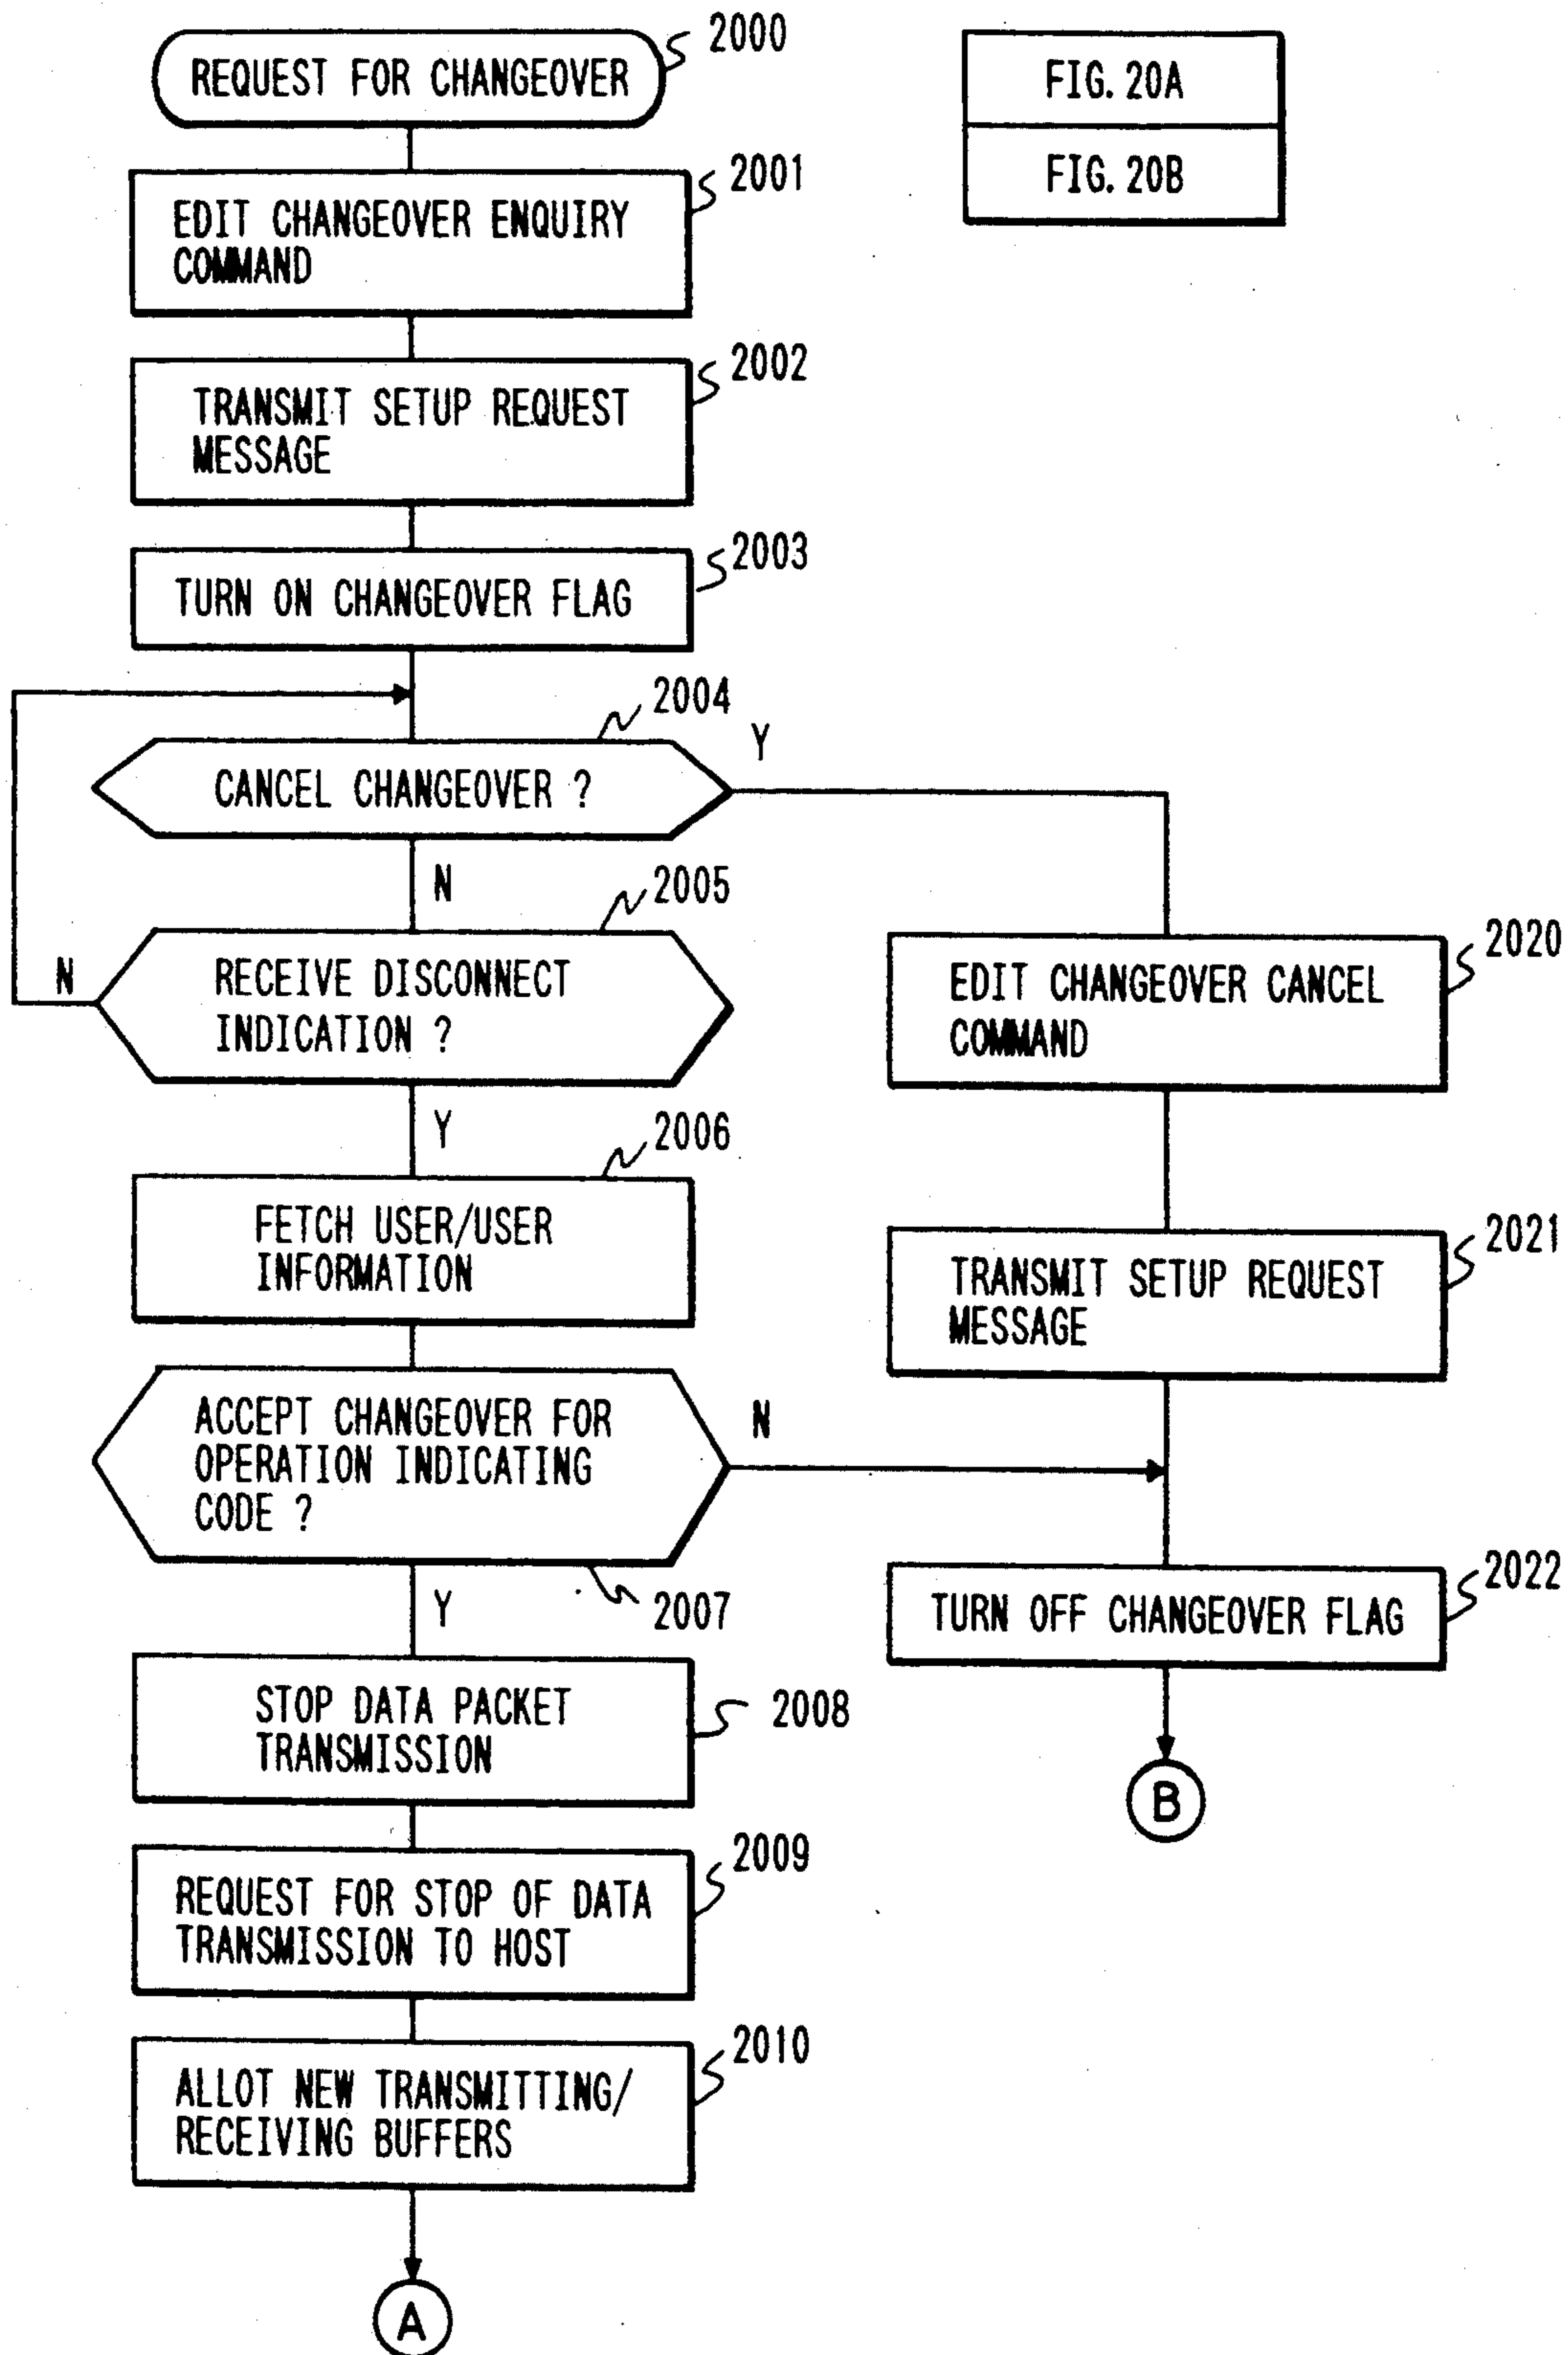 REQUEST FOR CHANGEOVER
2000
FIG. 20A
FIG. 20B
EDIT CHANGEOVER ENQUIRY
COMMAND
2001
TRANSMIT SETUP REQUEST
MESSAGE
2002
TURN ON CHANGEOVER FLAG
2003
CANCEL CHANGEOVER ?
2004
Y
N
RECEIVE DISCONNECT
INDICATION ?
2005
N
Y
EDIT CHANGEOVER CANCEL
COMMAND
2020
FETCH USER/USER
INFORMATION
2006
TRANSMIT SETUP REQUEST
MESSAGE
2021
ACCEPT CHANGEOVER FOR
OPERATION INDICATING
CODE ?
2007
N
Y
TURN OFF CHANGEOVER FLAG
2022
B
STOP DATA PACKET
TRANSMISSION
2008
REQUEST FOR STOP OF DATA
TRANSMISSION TO HOST
2009
ALLOT NEW TRANSMITTING/
RECEIVING BUFFERS
2010
A